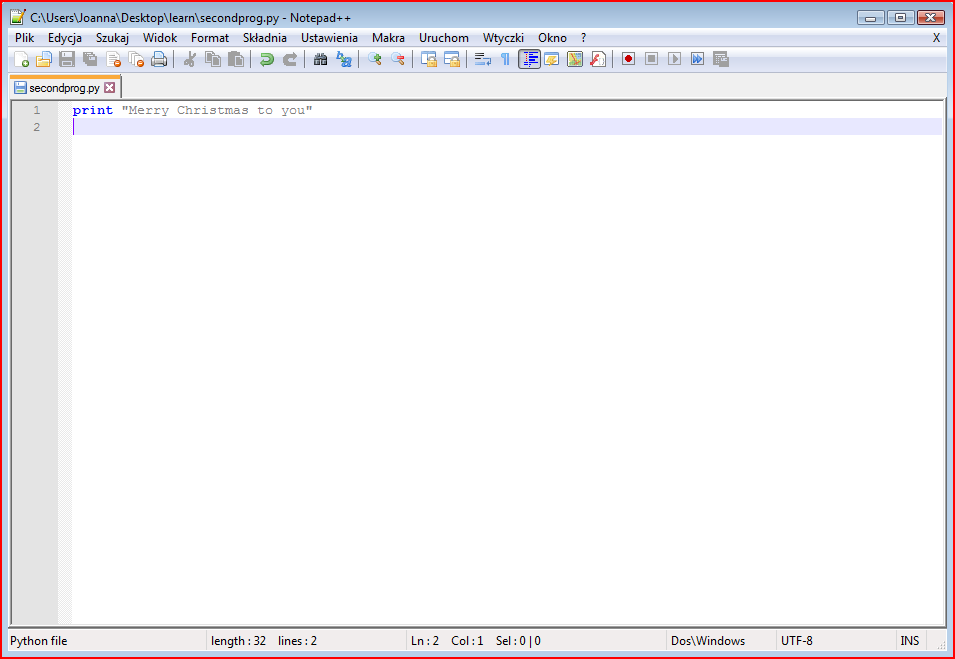 C:\Users\Joanna\Desktop\learn\secondprog.py - Notepad++
Plik Edycja Szukaj Widok Format Składnia Ustawienia Makra Uruchom Wtyczki Okno ? X
secondprog.py
1 print "Merry Christmas to you"
2
Python file length : 32 lines : 2 Ln : 2 Col : 1 Sel : 0 | 0 Dos\Windows UTF-8 INS